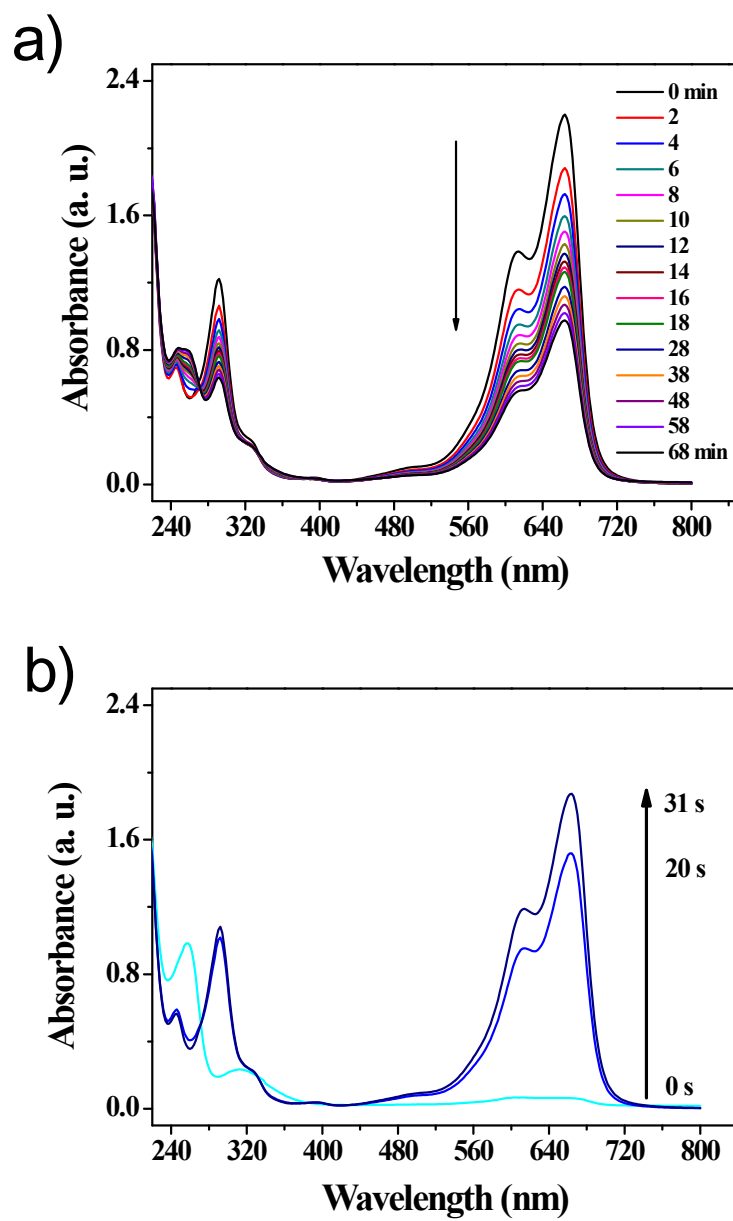 a)
2.4
1.6
0.8
0.0
Absorbance (a. u.)
0 min
2
4
6
8
10
12
14
16
18
28
38
48
58
68 min
240 320 400 480 560 640 720 800
Wavelength (nm)
b)
2.4
1.6
0.8
0.0
Absorbance (a. u.)
31 s
20 s
0 s
240 320 400 480 560 640 720 800
Wavelength (nm)